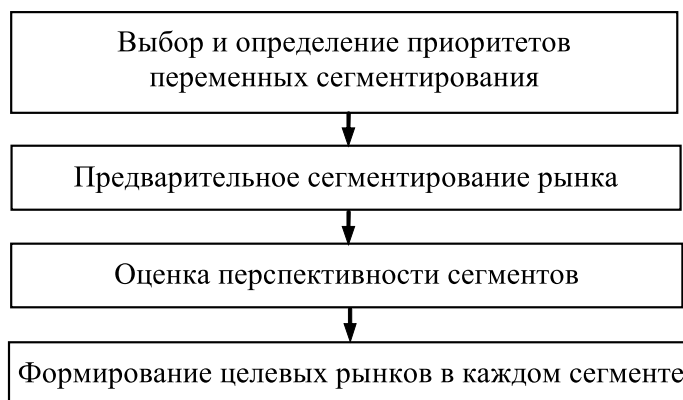 Выбор и определение приоритетов
переменных сегментирования
Предварительное сегментирование рынка
Оценка перспективности сегментов
Формирование целевых рынков в каждом сегменте